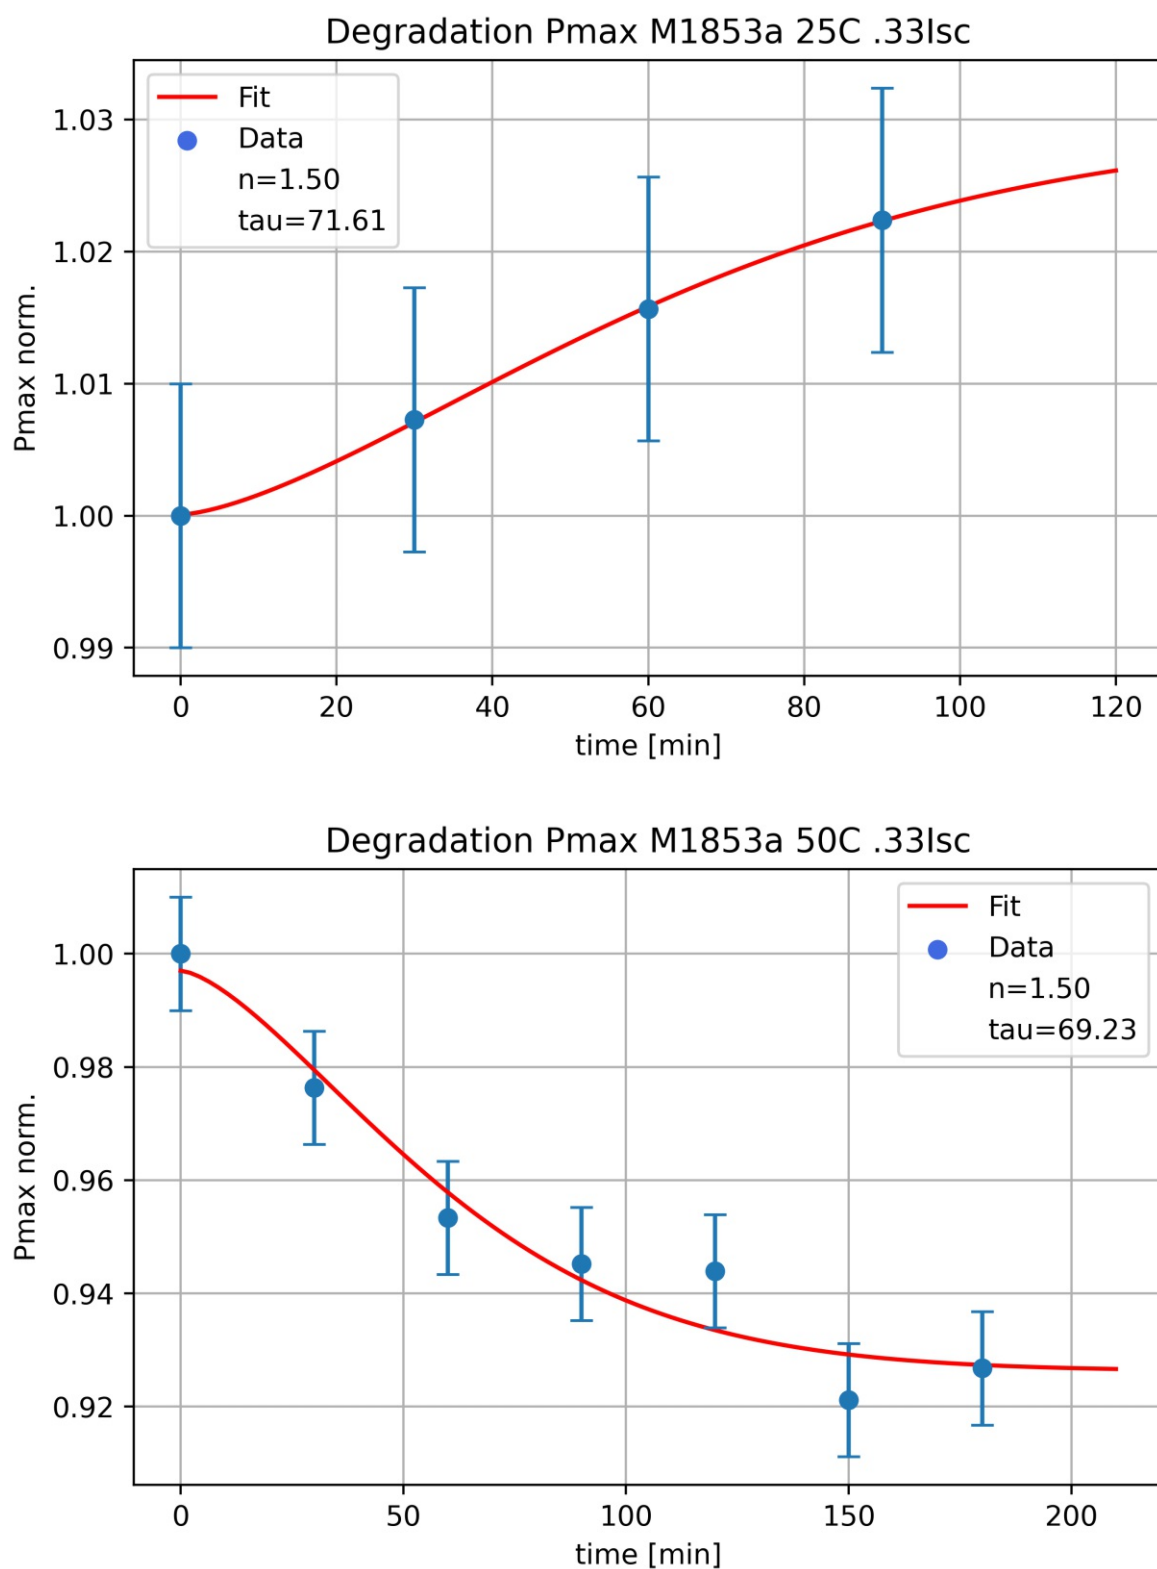 Degradation Pmax M1853a 25C .33Isc
Fit
Data
n=1.50
tau=71.61
Pmax norm.
1.03
1.02
1.01
1.00
0.99
0 20 40 60 80 100 120
time [min]
Degradation Pmax M1853a 50C .33Isc
Fit
Data
n=1.50
tau=69.23
Pmax norm.
1.00
0.98
0.96
0.94
0.92
0 50 100 150 200
time [min]